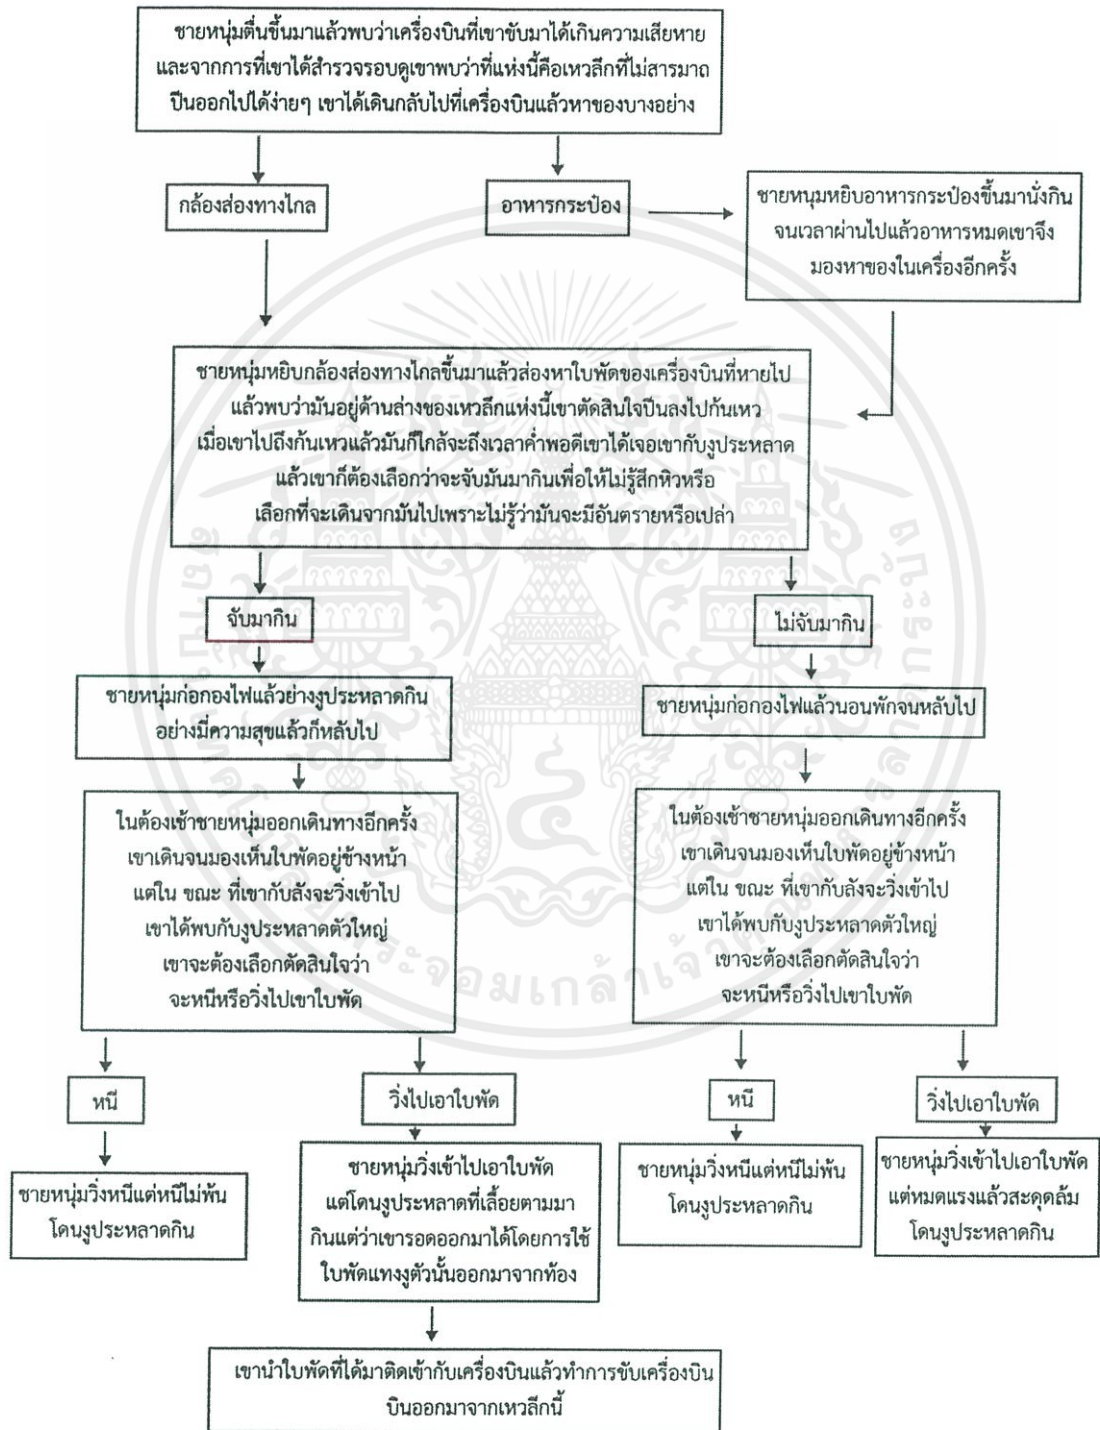 ชายหนุ่มตื่นขึ้นมาแล้วพบว่าเครื่องบินที่เขาขับมาได้เกินความเสียหาย
และจากการที่เขาได้สำรวจรอบดูเขาพบว่าที่แห่งนี้คือเหวลึกที่ไม่สารมาถ
ปีนออกไปได้ง่ายๆ เขาได้เดินกลับไปที่เครื่องบินแล้วหาของบางอย่าง
กล้องส่องทางไกล
อาหารกระป๋อง
ชายหนุมหยิบอาหารกระป๋องขึ้นมานั่งกิน
จนเวลาผ่านไปแล้วอาหารหมดเขาจึง
มองหาของในเครื่องอีกครั้ง
ชายหนุ่มหยิบกล้องส่องทางไกลขึ้นมาแล้วส่องหาใบพัดของเครื่องบินที่หายไป
แล้วพบว่ามันอยู่ด้านล่างของเหวลึกแห่งนี้เขาตัดสินใจปีนลงไปก้นเหว
เมื่อเขาไปถึงก้นเหวแล้วมันก็ใกล้จะถึงเวลาค่ำพอดีเขาได้เจอเขากับงูประหลาด
แล้วเขาก็ต้องเลือกว่าจะจับมันมากินเพื่อให้ไม่รู้สึกหิวหรือ
เลือกที่จะเดินจากมันไปเพราะไม่รู้ว่ามันจะมีอันตรายหรือเปล่า
จับมากิน
ไม่จับมากิน
ชายหนุ่มก่อกองไฟแล้วย่างงูประหลาดกิน
อย่างมีความสุขแล้วก็หลับไป
ชายหนุ่มก่อกองไฟแล้วนอนพักจนหลับไป
ในต้องเช้าชายหนุ่มออกเดินทางอีกครั้ง
เขาเดินจนมองเห็นใบพัดอยู่ข้างหน้า
แต่ใน ขณะ ที่เขากับลังจะวิ่งเข้าไป
เขาได้พบกับงูประหลาดตัวใหญ่
เขาจะต้องเลือกตัดสินใจว่า
จะหนีหรือวิ่งไปเขาใบพัด
ในต้องเช้าชายหนุ่มออกเดินทางอีกครั้ง
เขาเดินจนมองเห็นใบพัดอยู่ข้างหน้า
แต่ใน ขณะ ที่เขากับลังจะวิ่งเข้าไป
เขาได้พบกับงูประหลาดตัวใหญ่
เขาจะต้องเลือกตัดสินใจว่า
จะหนีหรือวิ่งไปเขาใบพัด
หนี
วิ่งไปเอาใบพัด
หนี
วิ่งไปเอาใบพัด
ชายหนุ่มวิ่งหนีแต่หนีไม่พ้น
โดนงูประหลาดกิน
ชายหนุ่มวิ่งเข้าไปเอาใบพัด
แต่โดนงูประหลาดที่เลื้อยตามมา
กินแต่ว่าเขารอดออกมาได้โดยการใช้
ใบพัดแทงงูตัวนั้นออกมาจากท้อง
ชายหนุ่มวิ่งหนีแต่หนีไม่พ้น
โดนงูประหลาดกิน
ชายหนุ่มวิ่งเข้าไปเอาใบพัด
แต่หมดแรงแล้วสะดุดล้ม
โดนงูประหลาดกิน
เขานำใบพัดที่ได้มาติดเข้ากับเครื่องบินแล้วทำการขับเครื่องบิน
บินออกมาจากเหวลึกนี้